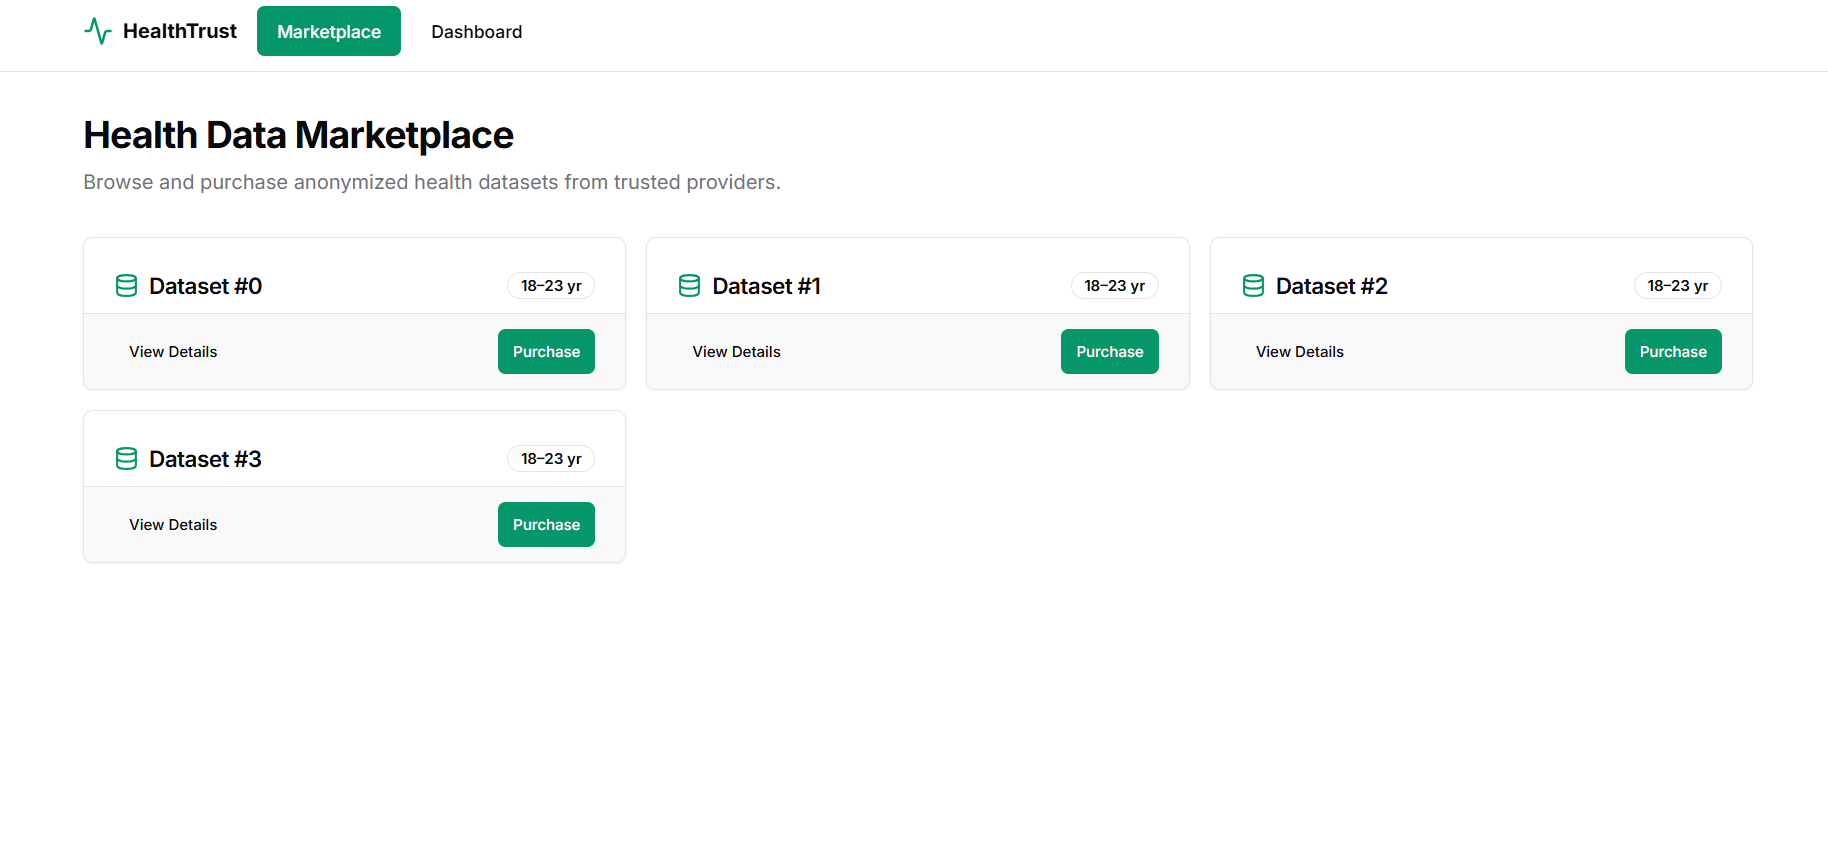 HealthTrust Marketplace Dashboard
Health Data Marketplace
Browse and purchase anonymized health datasets from trusted providers.
Dataset #0 18–23 yr
View Details Purchase
Dataset #1 18–23 yr
View Details Purchase
Dataset #2 18–23 yr
View Details Purchase
Dataset #3 18–23 yr
View Details Purchase